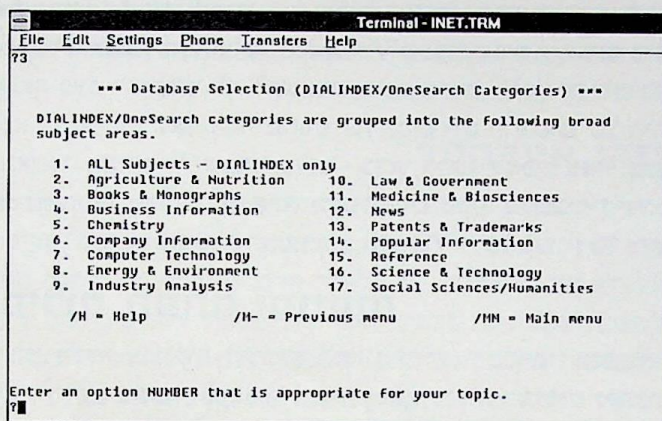 Terminal - INET.TRM
File Edit Settings Phone Transfers Help
?3
*** Database Selection (DIALINDEX/OneSearch Categories) ***
DIALINDEX/OneSearch categories are grouped into the following broad
subject areas.
1. ALL Subjects - DIALINDEX only
2. Agriculture & Nutrition 10. Law & Government
3. Books & Monographs 11. Medicine & Biosciences
4. Business Information 12. News
5. Chemistry 13. Patents & Trademarks
6. Company Information 14. Popular Information
7. Computer Technology 15. Reference
8. Energy & Environment 16. Science & Technology
9. Industry Analysis 17. Social Sciences/Humanities
/H = Help /M- = Previous menu /MM = Main menu
Enter an option NUMBER that is appropriate for your topic.
?